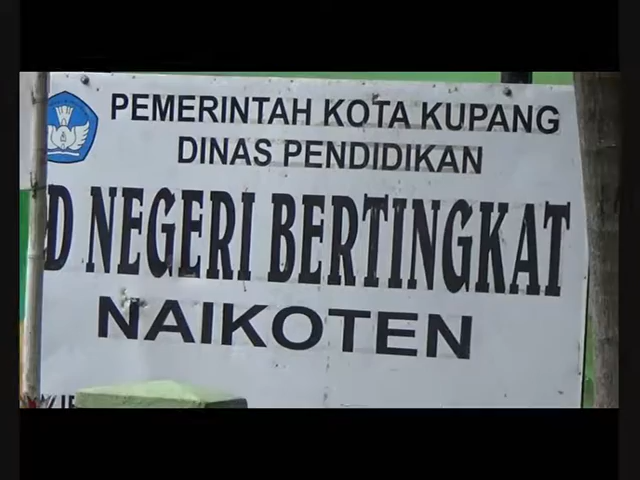 PEMERINTAH KOTA KUPANG
DINAS PENDIDIKAN
D NEGERI BERTINGKAT
NAIKOTEN